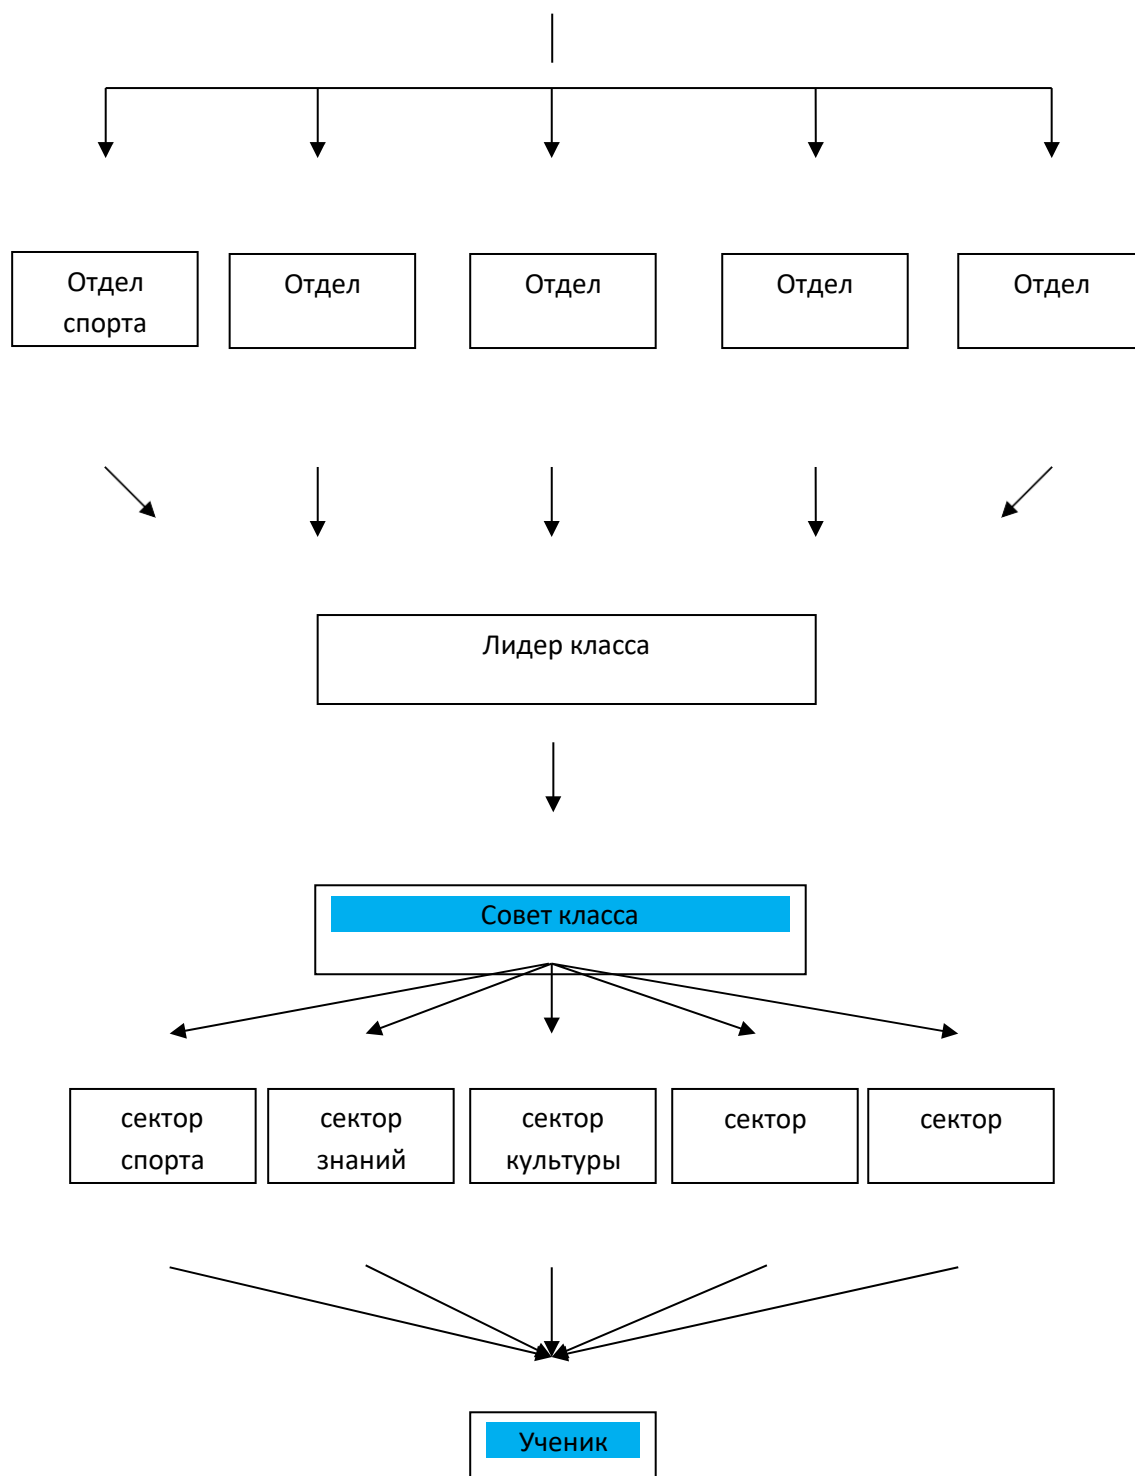 Отдел
спорта
Отдел
Отдел
Отдел
Отдел
Лидер класса
Совет класса
сектор
спорта
сектор
знаний
сектор
культуры
сектор
сектор
Ученик